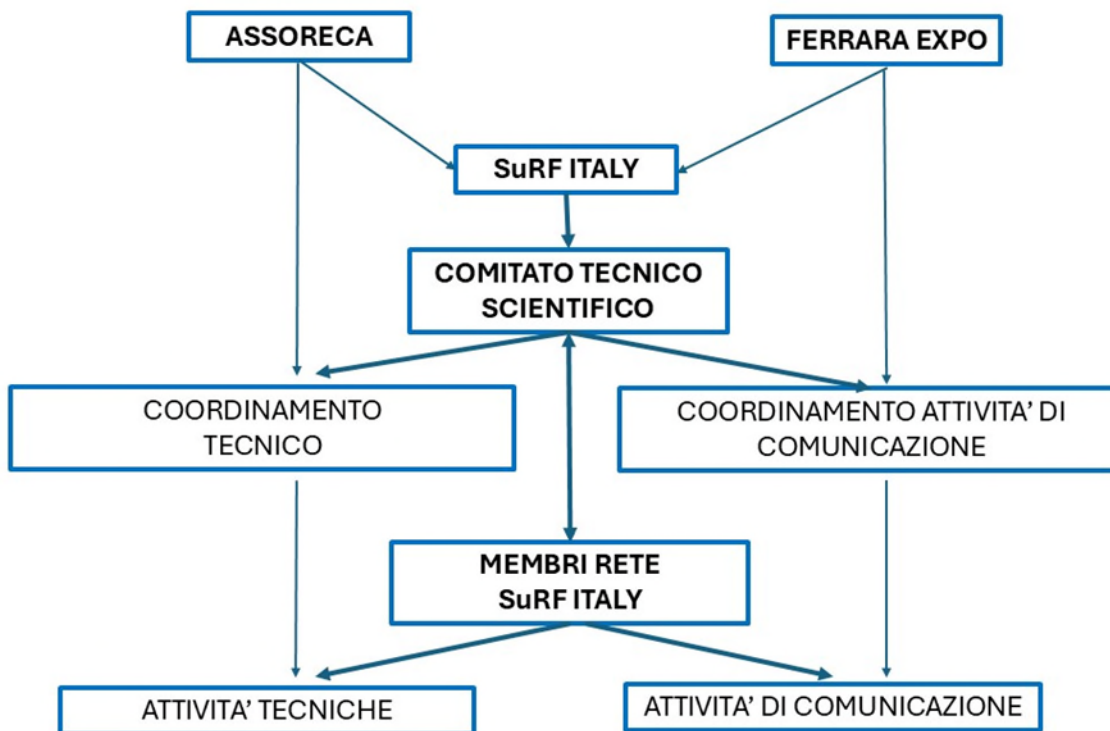 ASSORECA
FERRARA EXPO
SuRF ITALY
COMITATO TECNICO
SCIENTIFICO
COORDINAMENTO
TECNICO
COORDINAMENTO ATTIVITA’ DI
COMUNICAZIONE
MEMBRI RETE
SuRF ITALY
ATTIVITA’ TECNICHE
ATTIVITA’ DI COMUNICAZIONE